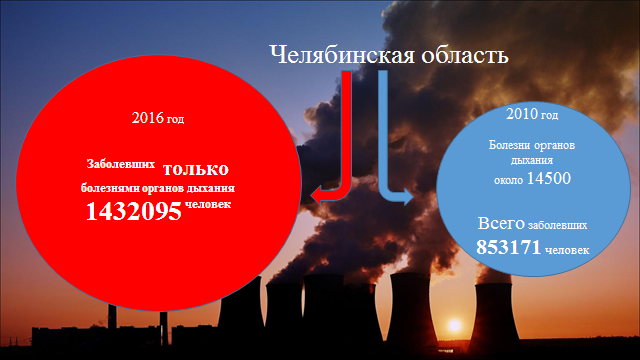 Челябинская область
2016 год
Заболевших только
болезнями органов дыхания
1432095 человек
2010 год
Болезни органов
дыхания
около 14500
Всего заболевших
853171 человек